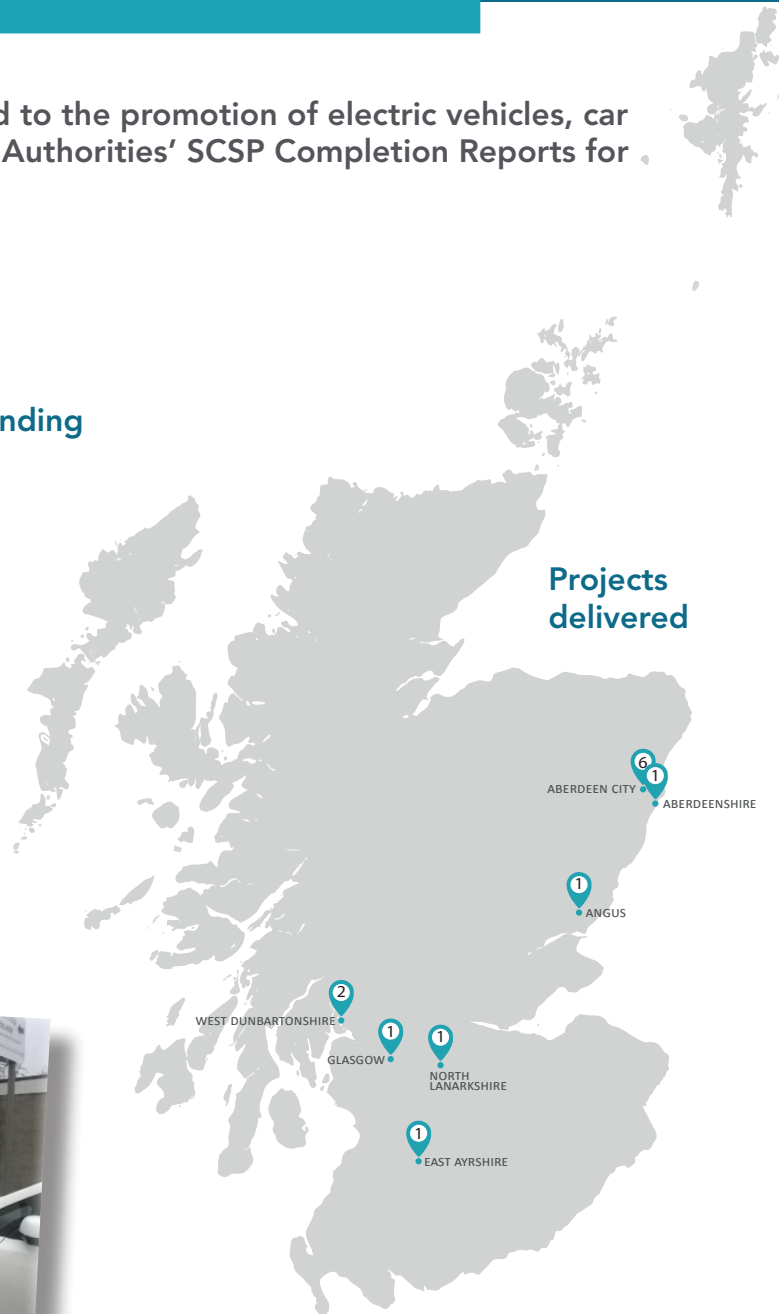 d to the promotion of electric vehicles, car
Authorities’ SCSP Completion Reports for
nding
Projects
delivered
6
1
ABERDEEN CITY
ABERDEENSHIRE
1
ANGUS
2
WEST DUNBARTONSHIRE
1
GLASGOW
1
NORTH
LANARKSHIRE
1
EAST AYRSHIRE